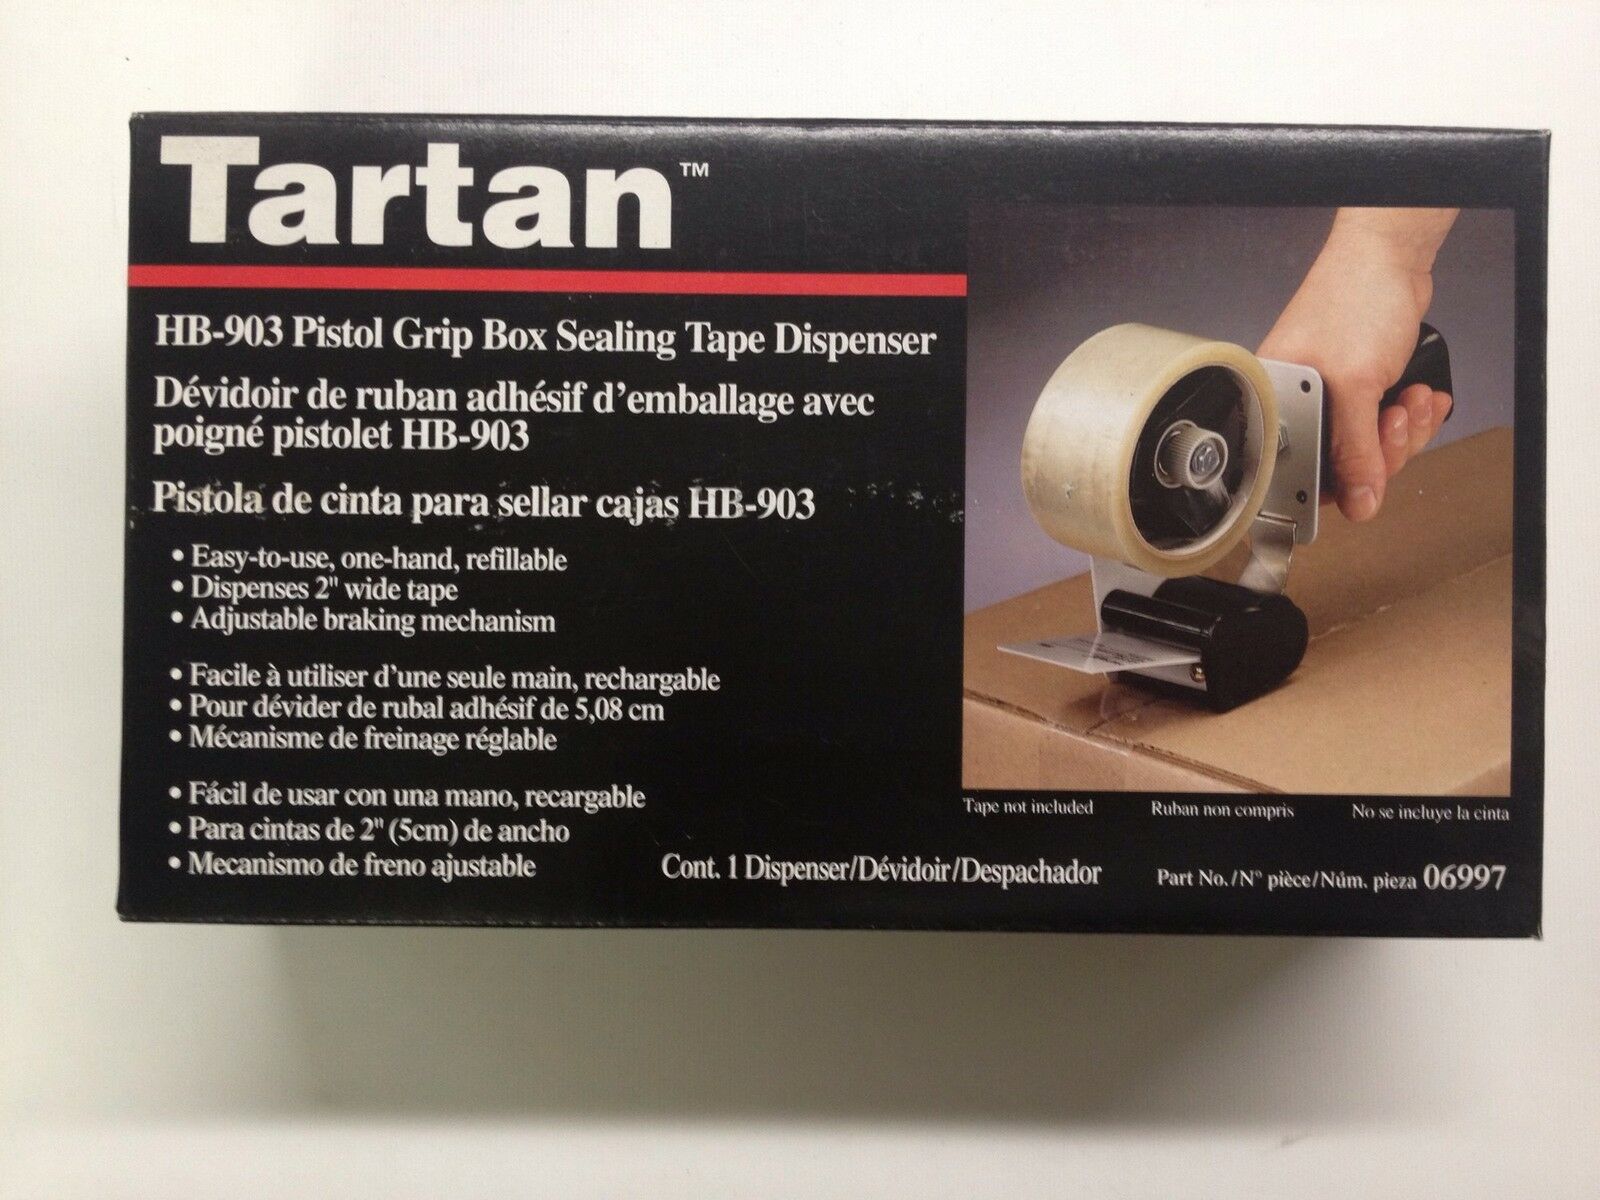 Tartan™
HB-903 Pistol Grip Box Sealing Tape Dispenser
Dévidoir de ruban adhésif d'emballage avec
poigné pistolet HB-903
Pistola de cinta para sellar cajas HB-903
• Easy-to-use, one-hand, refillable
• Dispenses 2" wide tape
• Adjustable braking mechanism
• Facile à utiliser d'une seule main, rechargable
• Pour dévider de rubal adhésif de 5,08 cm
• Mécanisme de freinage réglable
• Fácil de usar con una mano, recargable
• Para cintas de 2" (5cm) de ancho
• Mecanismo de freno ajustable
Tape not included Ruban non compris No se incluye la cinta
Cont. 1 Dispenser/Dévidoir/Despachador
Part No./N° pièce/Núm. pieza 06997